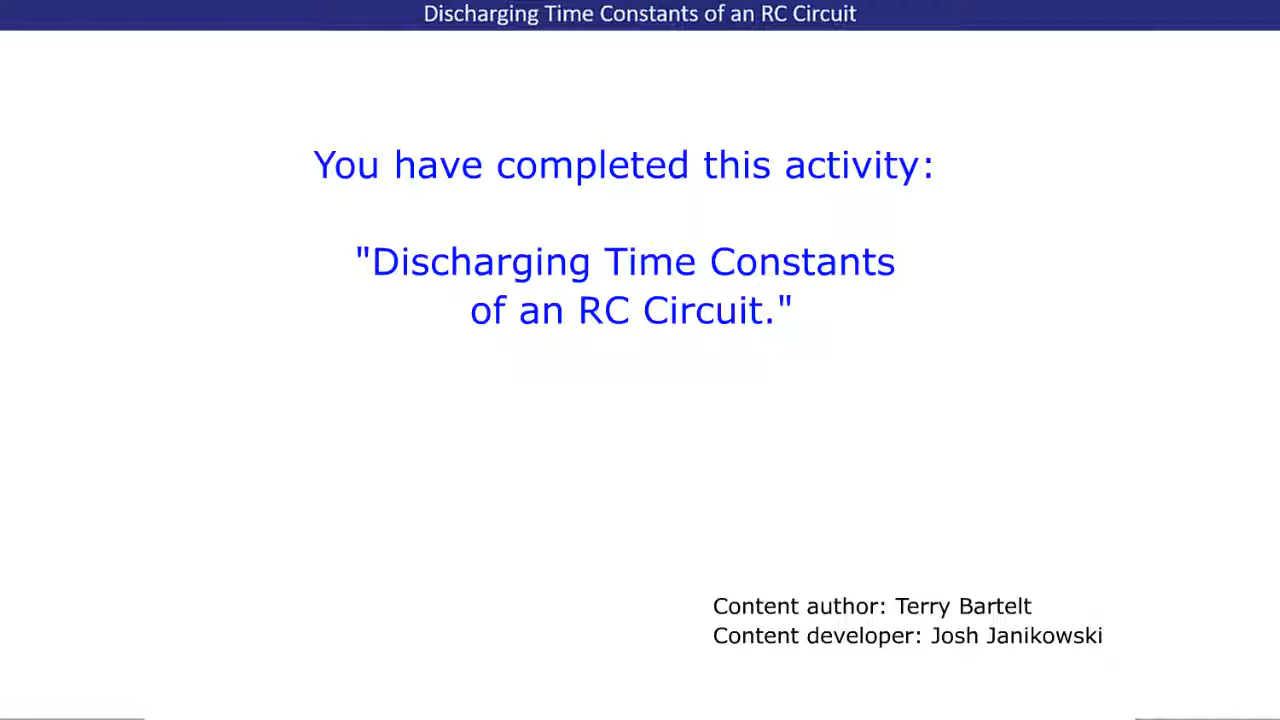 Discharging Time Constants of an RC Circuit
You have completed this activity:
"Discharging Time Constants
of an RC Circuit."
Content author: Terry Bartelt
Content developer: Josh Janikowski